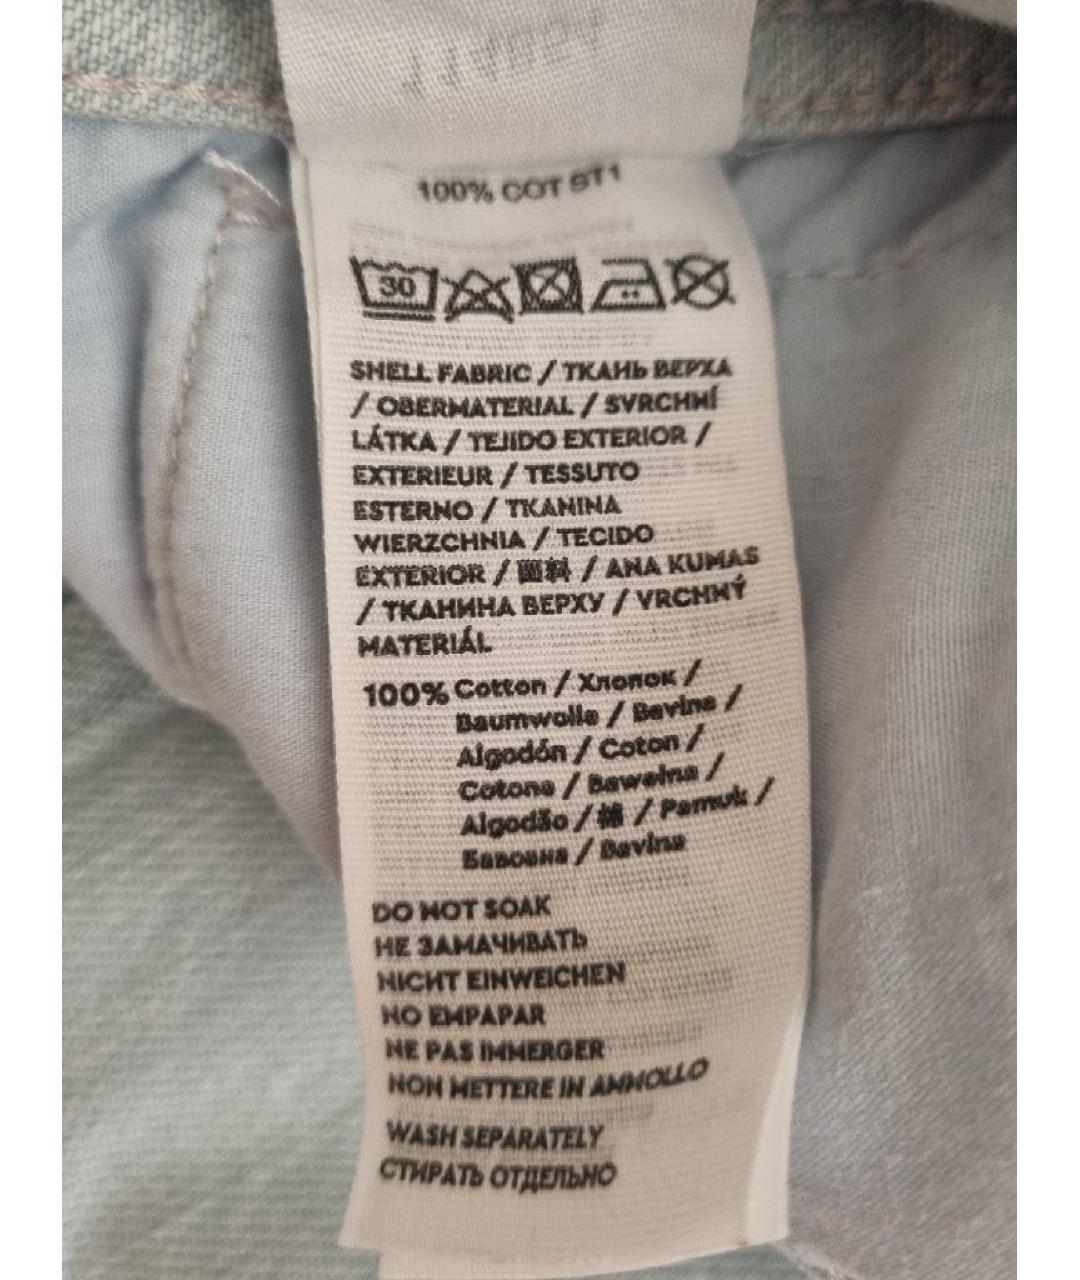 100% COT ST1
30
SHELL FABRIC / ТКАНЬ ВЕРХА
/ OBERMATERIAL / SVRCHNÍ
LÁTKA / TEJIDO EXTERIOR /
EXTERIEUR / TESSUTO
ESTERNO / TKANINA
WIERZCHNIA / TECIDO
EXTERIOR / 面料 / ANA KUMAS
/ ТКАНИНА ВЕРХУ / VRCHNÝ
MATERIÁL
100% Cotton / Хлопок /
Baumwolle / Bavlna /
Algodón / Coton /
Cotone / Bawełna /
Algodão / 棉 / Pamuk /
Бавовна / Bavlna
DO NOT SOAK
НЕ ЗАМАЧИВАТЬ
NICHT EINWEICHEN
NO EMPAPAR
NE PAS IMMERGER
NON METTERE IN AMMOLLO
WASH SEPARATELY
СТИРАТЬ ОТДЕЛЬНО